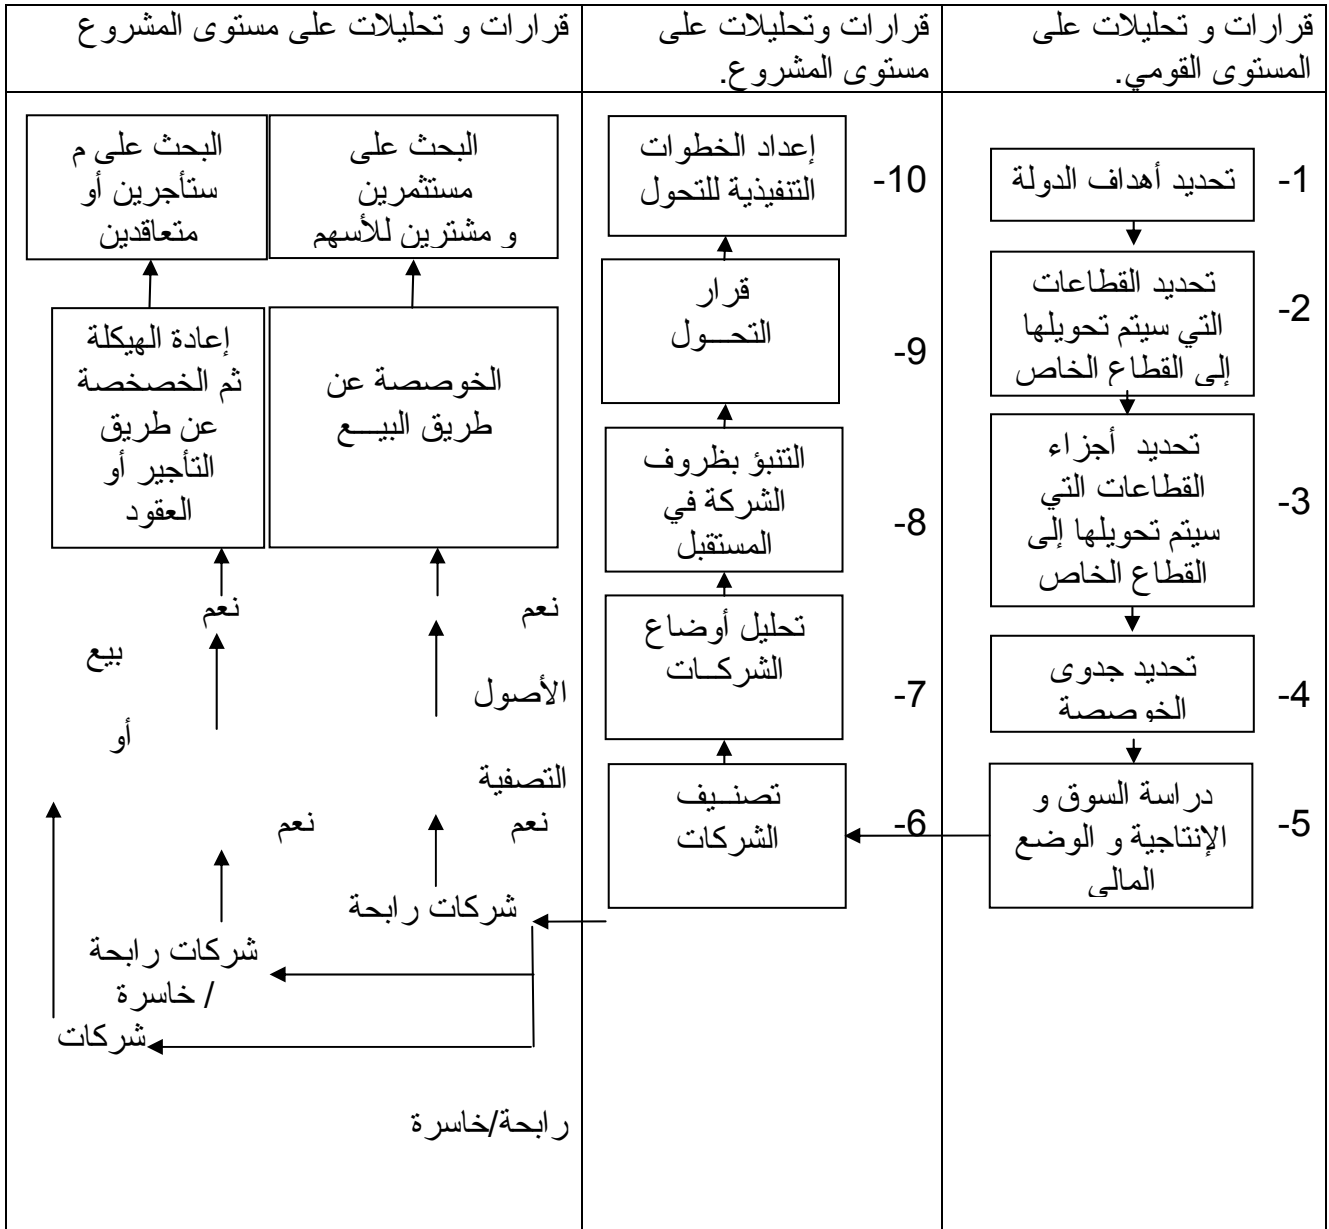 قرارات و تحليلات على
المستوى القومي.
1-
تحديد أهداف الدولة
2-
تحديد القطاعات
التي سيتم تحويلها
إلى القطاع الخاص
3-
تحديد أجزاء
القطاعات التي
سيتم تحويلها إلى
القطاع الخاص
4-
تحديد جدوى
الخوصصة
5-
دراسة السوق و
الإنتاجية و الوضع
المالي
قرارات وتحليلات على
مستوى المشروع.
10-
إعداد الخطوات
التنفيذية للتحول
9-
قرار
التحـــول
8-
التنبؤ بظروف
الشركة في
المستقبل
7-
تحليل أوضاع
الشركــات
6-
تصنــيف
الشركات
قرارات و تحليلات على مستوى المشروع
البحث على
مستثمرين
و مشترين للأسهم
البحث على م
ستأجرين أو
متعاقدين
الخوصصة عن
طريق البيـــع
إعادة الهيكلة
ثم الخصخصة
عن طريق
التأجير أو
العقود
نعم نعم
بيع
الأصول
أو
التصفية
نعم نعم
شركات رابحة
شركات رابحة
/ خاسرة
شركات
رابحة/خاسرة